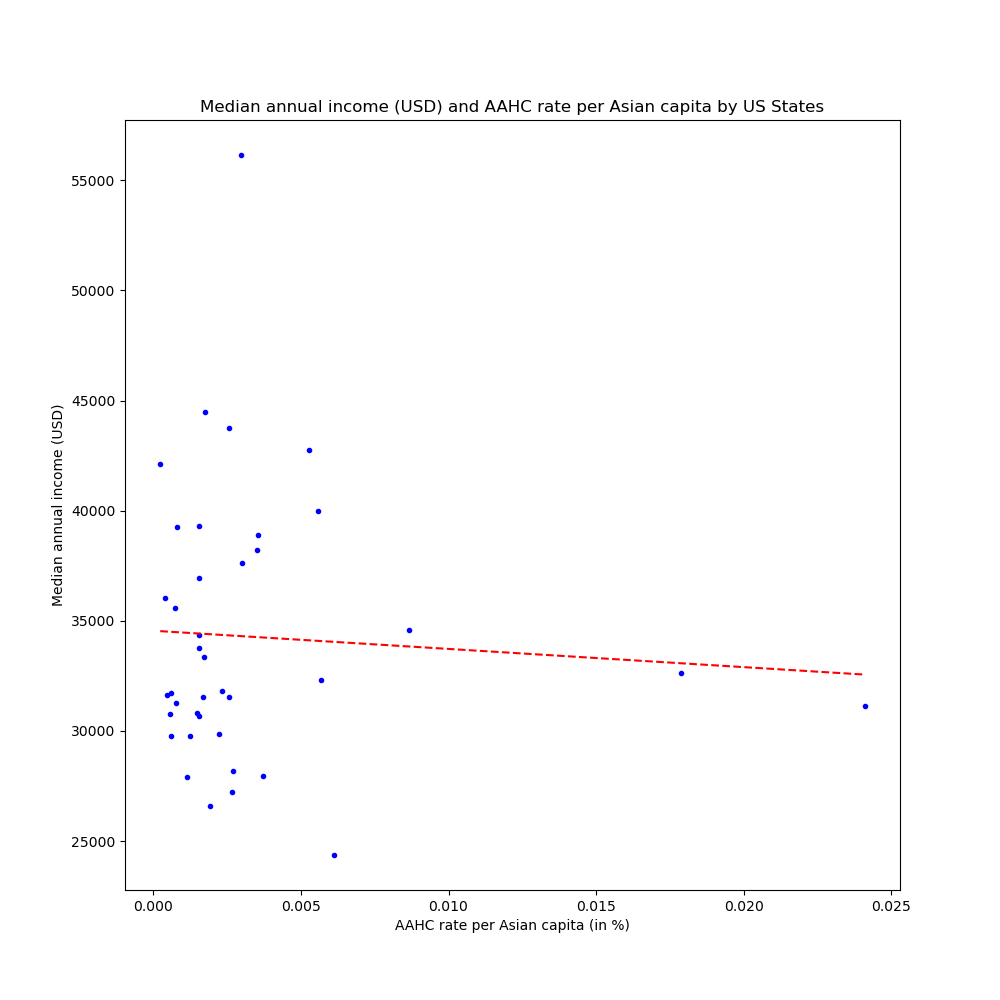 Median annual income (USD) and AAHC rate per Asian capita by US States
55000
50000
45000
40000
35000
30000
25000
Median annual income (USD)
0.000 0.005 0.010 0.015 0.020 0.025
AAHC rate per Asian capita (in %)